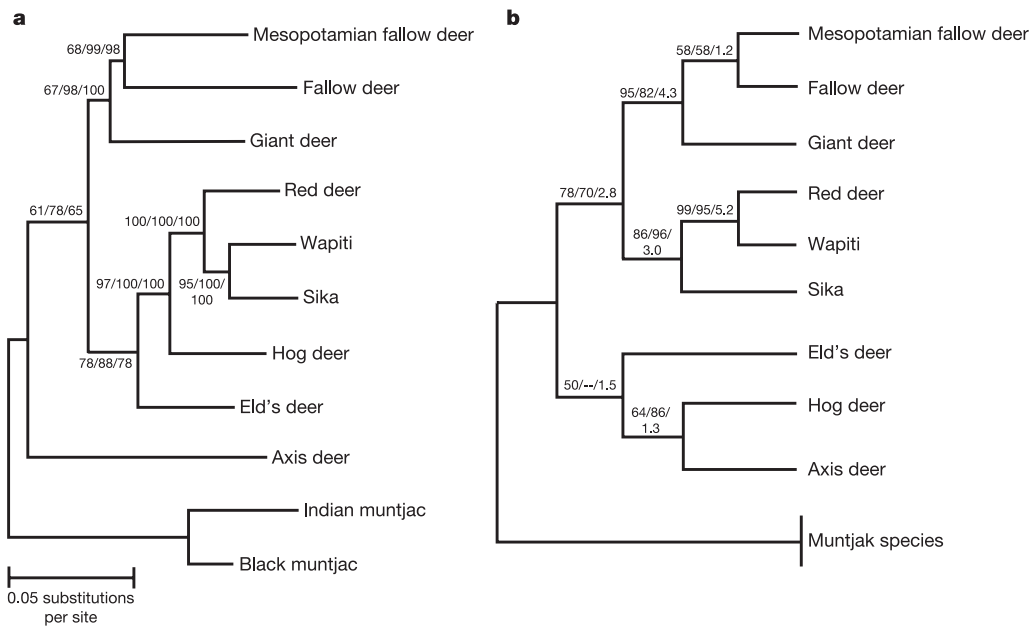 a
68/99/98
Mesopotamian fallow deer
67/98/100
Fallow deer
Giant deer
Red deer
61/78/65
100/100/100
Wapiti
97/100/100
95/100/
100
Sika
Hog deer
78/88/78
Eld's deer
Axis deer
Indian muntjac
Black muntjac
0.05 substitutions
per site
b
58/58/1.2
Mesopotamian fallow deer
95/82/4.3
Fallow deer
Giant deer
78/70/2.8
Red deer
99/95/5.2
86/96/
3.0
Wapiti
Sika
Eld's deer
50/--/1.5
64/86/
1.3
Hog deer
Axis deer
Muntjak species